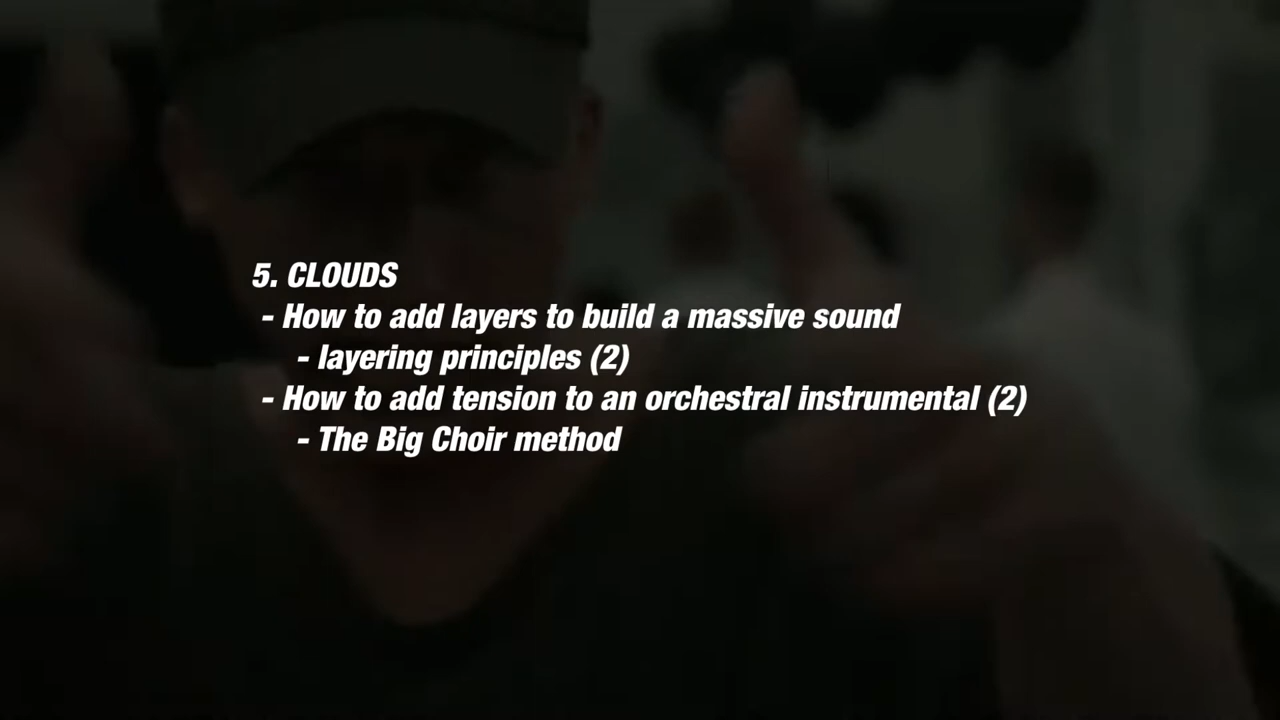 5. CLOUDS
- How to add layers to build a massive sound
- layering principles (2)
- How to add tension to an orchestral instrumental (2)
- The Big Choir method